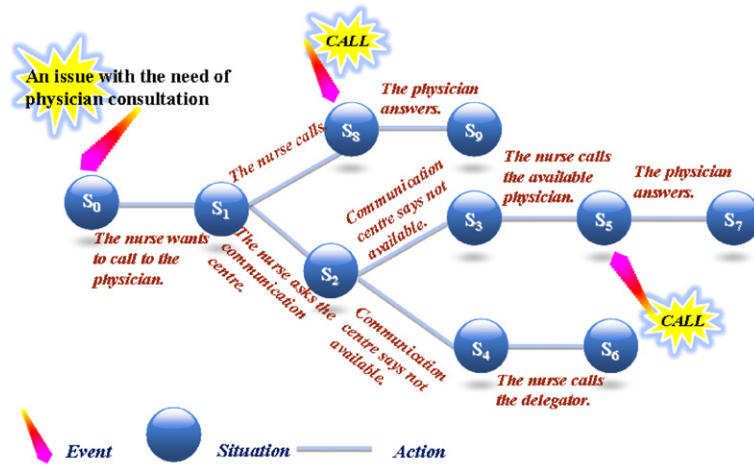 CALL
An issue with the need of
physician consultation
The physician
answers.
S8
S9
The nurse calls.
The nurse calls
the available
physician.
The physician
answers.
Communication
centre says not
available.
S0
S1
S3
S5
S7
The nurse wants
to call to the
physician.
The nurse asks the
communication
centre.
S2
Communication
centre says not
available.
CALL
S4
S6
The nurse calls
the delegator.
Event
Situation
Action